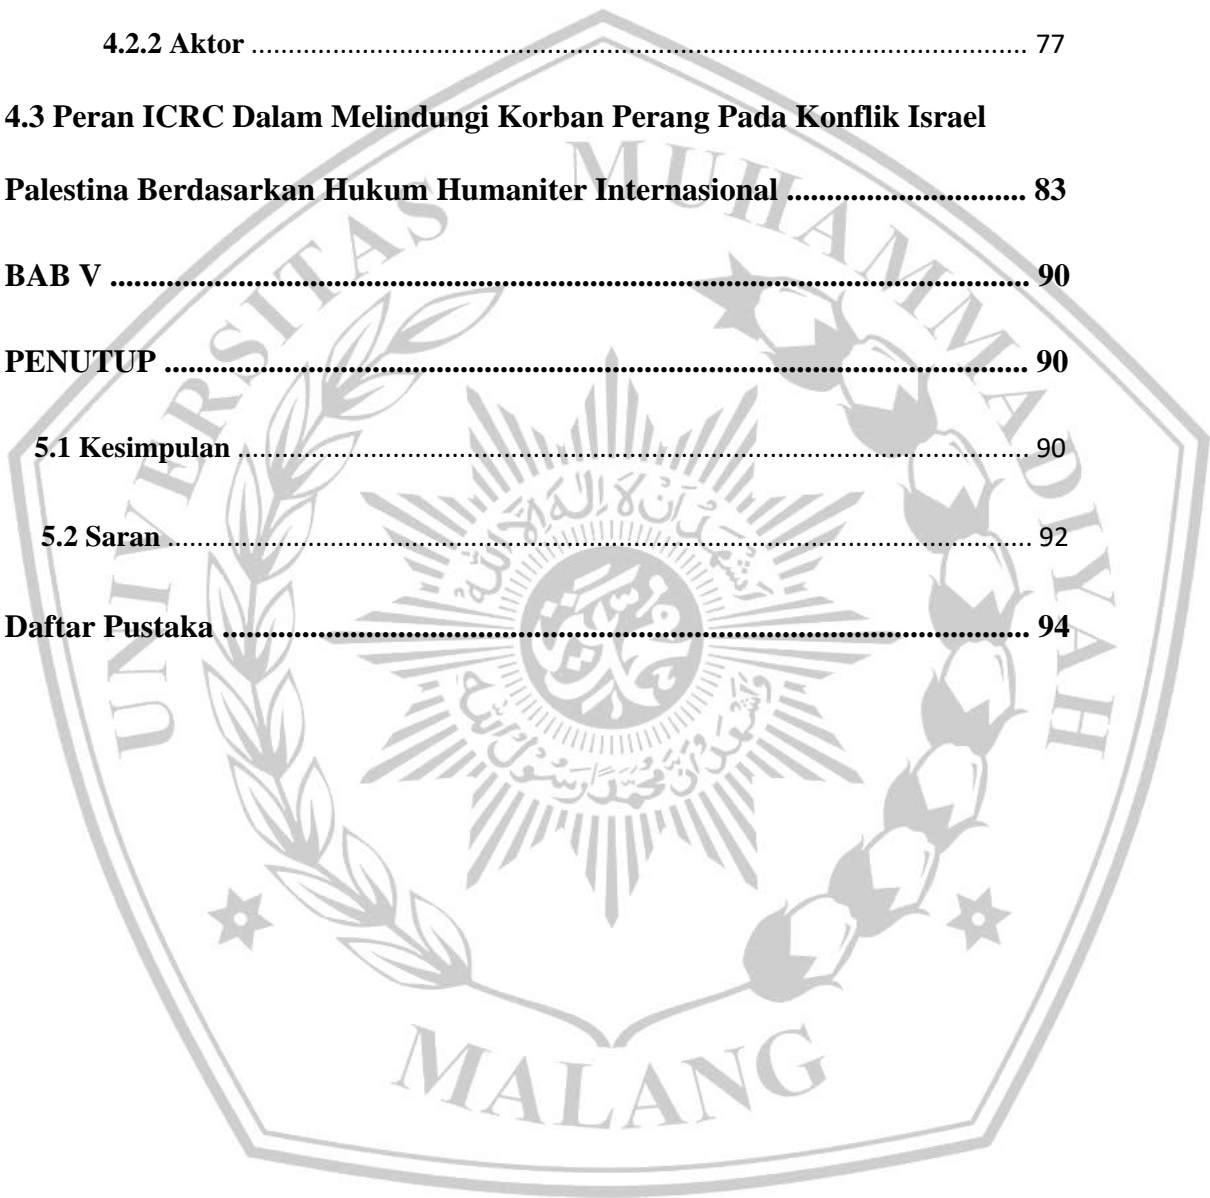 4.2.2 Aktor ........................................................................................................ 77
4.3 Peran ICRC Dalam Melindungi Korban Perang Pada Konflik Israel
Palestina Berdasarkan Hukum Humaniter Internasional .............................. 83
BAB V .................................................................................................................. 90
PENUTUP ........................................................................................................... 90
5.1 Kesimpulan ......................................................................................................... 90
5.2 Saran ................................................................................................................... 92
Daftar Pustaka .................................................................................................... 94
UNIVERSITAS MUHAMMADIYAH
MALANG